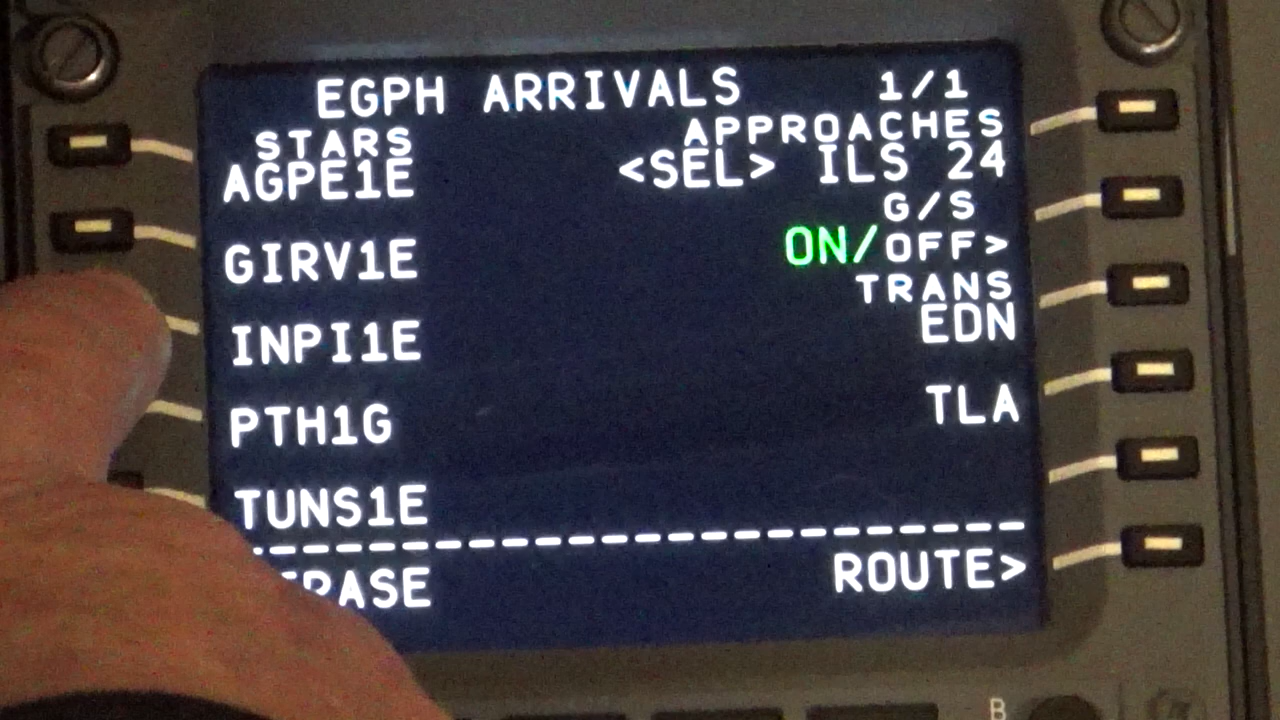 EGPH ARRIVALS 1/1
STARS APPROACHES
AGPE1E <SEL> ILS 24
G/S
GIRV1E ON/OFF>
TRANS
INPI1E EDN
PTH1G TLA
TUNS1E
------------------------
ERASE ROUTE>
B